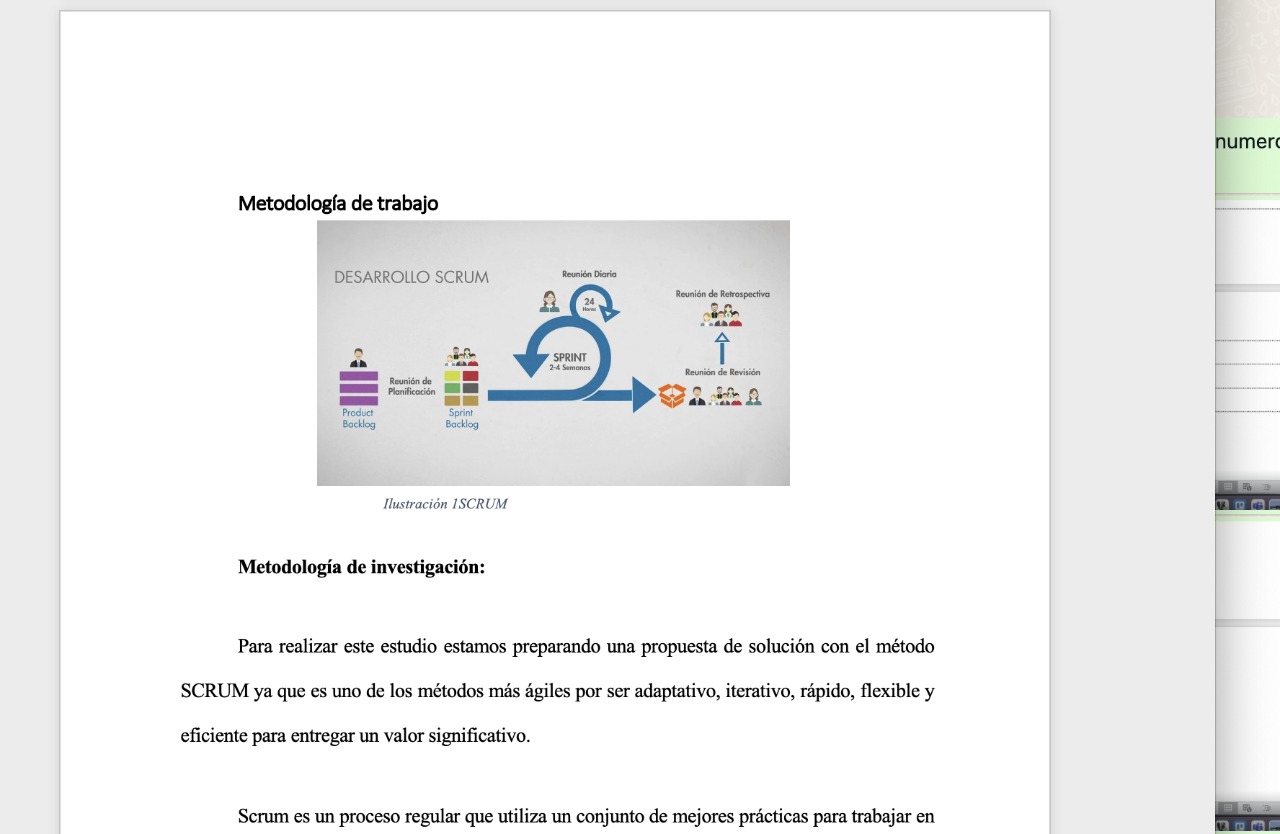 Metodología de trabajo
DESARROLLO SCRUM
Reunión Diaria
24
Horas
Reunión de Retrospectiva
SPRINT
2-4 Semanas
Reunión de Revisión
Reunión de
Planificación
Product
Backlog
Sprint
Backlog
Ilustración 1SCRUM
Metodología de investigación:
Para realizar este estudio estamos preparando una propuesta de solución con el método
SCRUM ya que es uno de los métodos más ágiles por ser adaptativo, iterativo, rápido, flexible y
eficiente para entregar un valor significativo.
Scrum es un proceso regular que utiliza un conjunto de mejores prácticas para trabajar en
numero